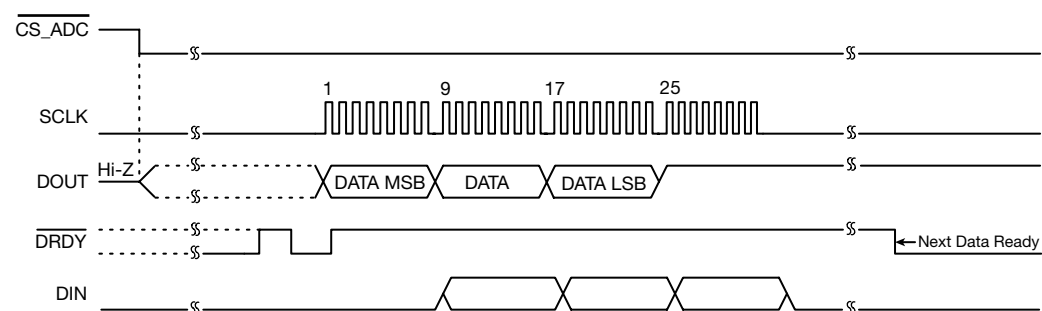 CS_ADC
1 9 17 25
SCLK
Hi-Z
DOUT DATA MSB DATA DATA LSB
DRDY Next Data Ready
DIN